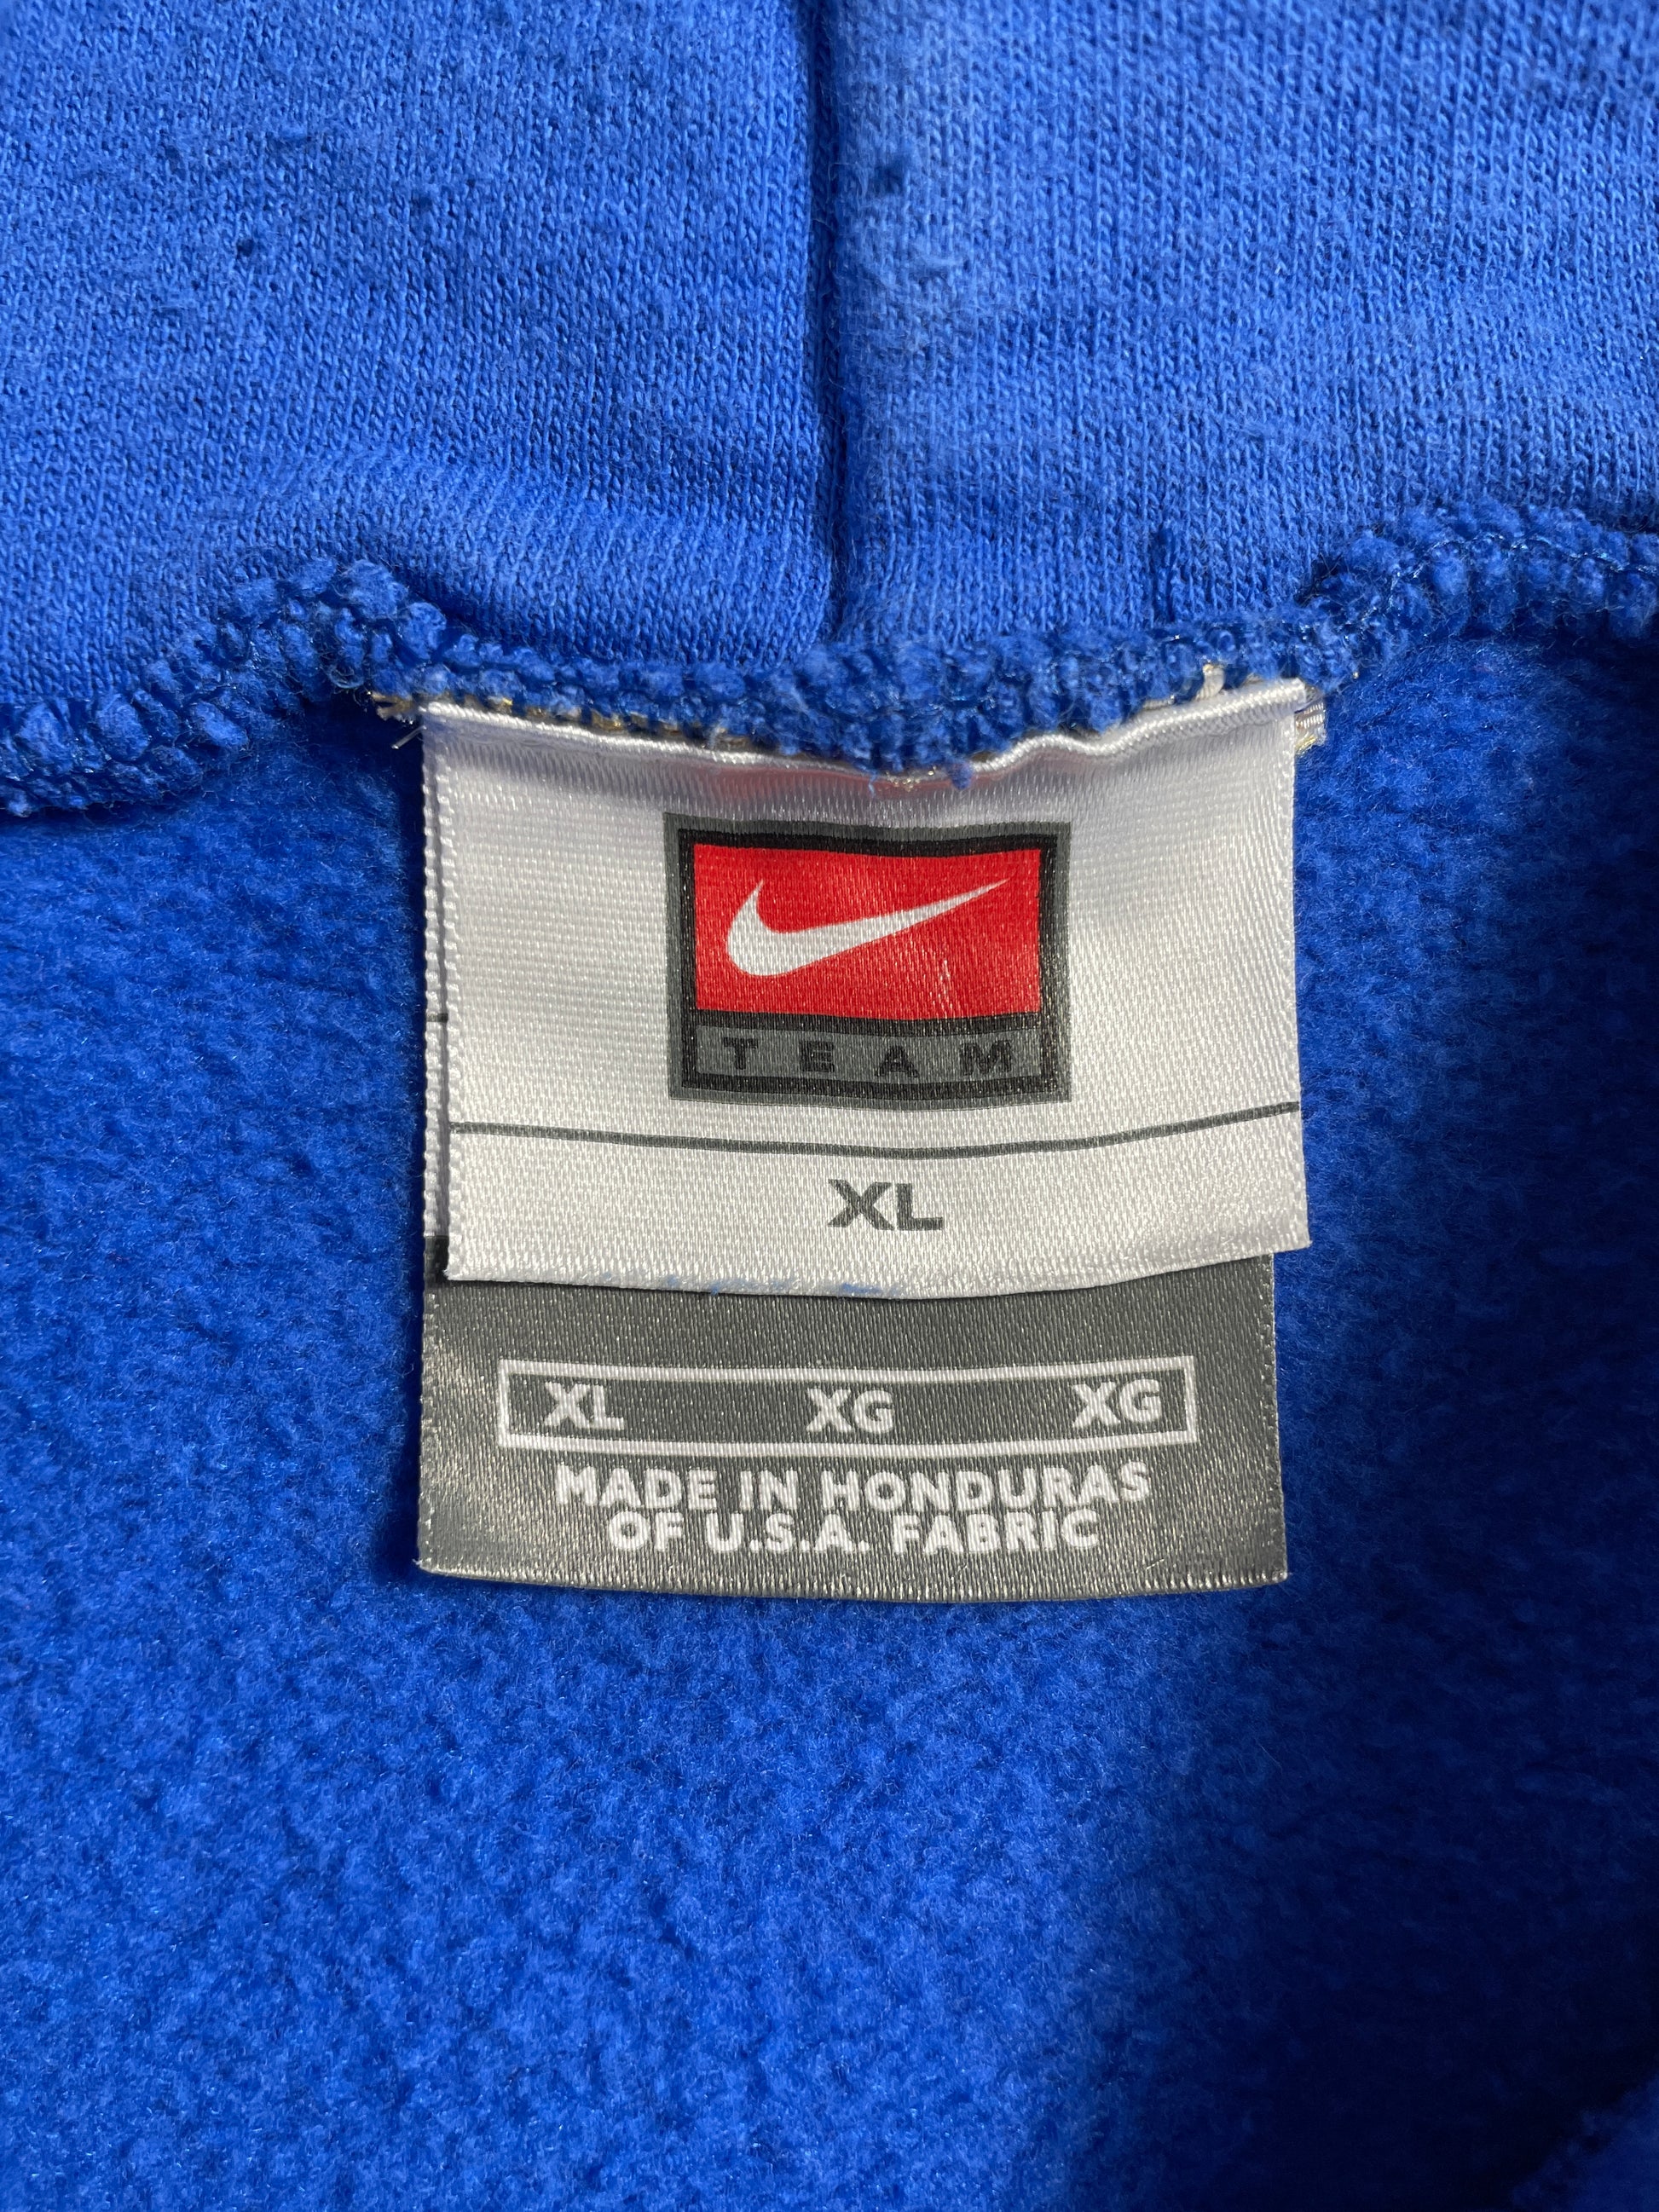 TEAM
XL
XL XG XG
MADE IN HONDURAS
OF U.S.A. FABRIC